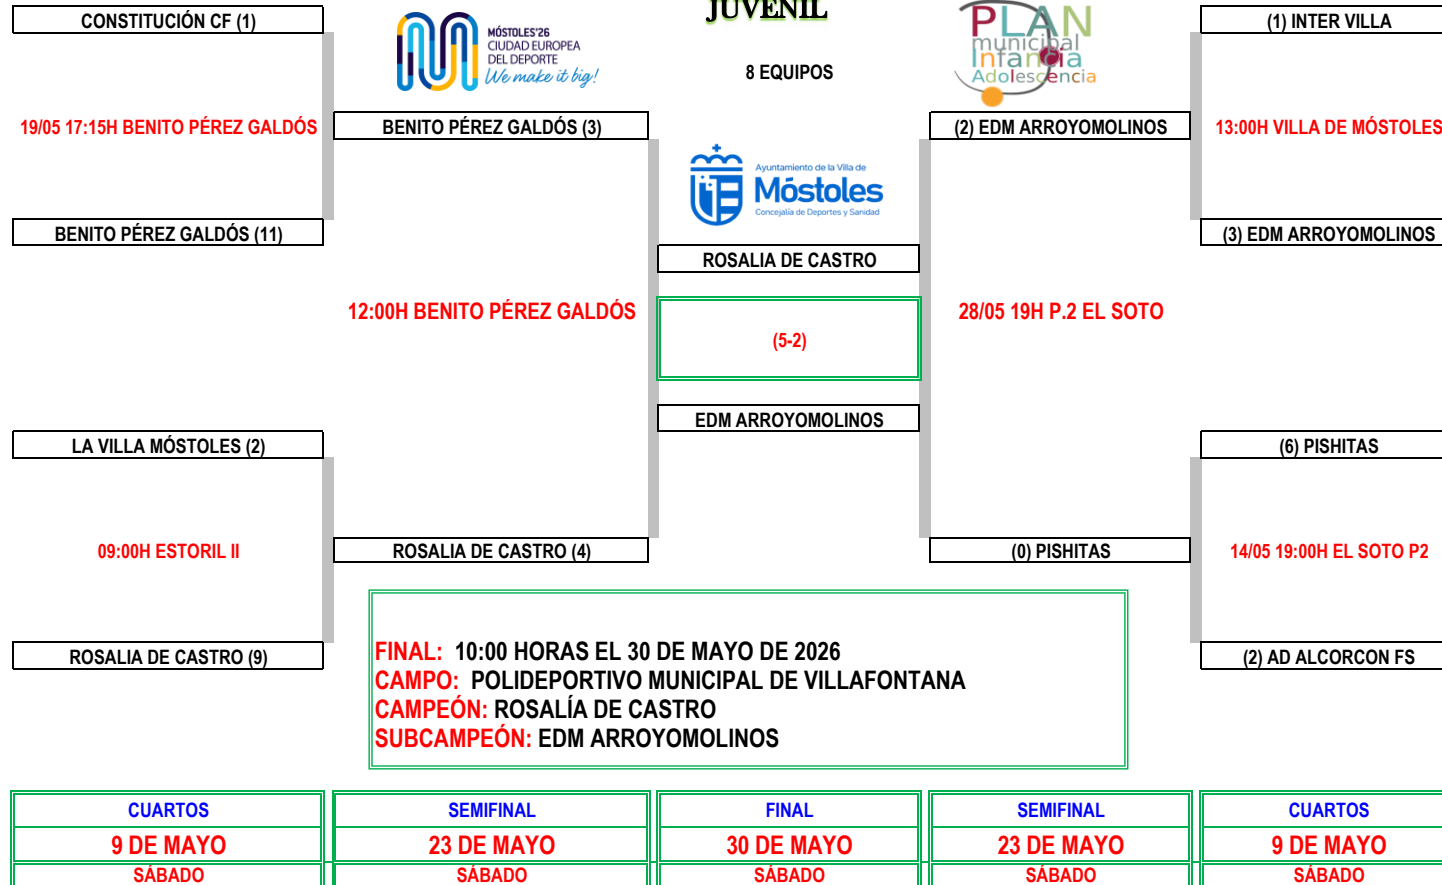 JUVENIL
CONSTITUCIÓN CF (1)
(1) INTER VILLA
MÓSTOLES'26
CIUDAD EUROPEA
DEL DEPORTE
We make it big!
8 EQUIPOS
PLAN
municipal
Infancia
Adolescencia
19/05 17:15H BENITO PÉREZ GALDÓS
BENITO PÉREZ GALDÓS (3)
(2) EDM ARROYOMOLINOS
13:00H VILLA DE MÓSTOLES
Ayuntamiento de la Villa de
Móstoles
Concejalía de Deportes y Sanidad
BENITO PÉREZ GALDÓS (11)
(3) EDM ARROYOMOLINOS
ROSALIA DE CASTRO
12:00H BENITO PÉREZ GALDÓS
28/05 19H P.2 EL SOTO
(5-2)
EDM ARROYOMOLINOS
LA VILLA MÓSTOLES (2)
(6) PISHITAS
09:00H ESTORIL II
ROSALIA DE CASTRO (4)
(0) PISHITAS
14/05 19:00H EL SOTO P2
ROSALIA DE CASTRO (9)
(2) AD ALCORCON FS
FINAL: 10:00 HORAS EL 30 DE MAYO DE 2026
CAMPO: POLIDEPORTIVO MUNICIPAL DE VILLAFONTANA
CAMPEÓN: ROSALÍA DE CASTRO
SUBCAMPEÓN: EDM ARROYOMOLINOS
CUARTOS
SEMIFINAL
FINAL
SEMIFINAL
CUARTOS
9 DE MAYO
23 DE MAYO
30 DE MAYO
23 DE MAYO
9 DE MAYO
SÁBADO
SÁBADO
SÁBADO
SÁBADO
SÁBADO